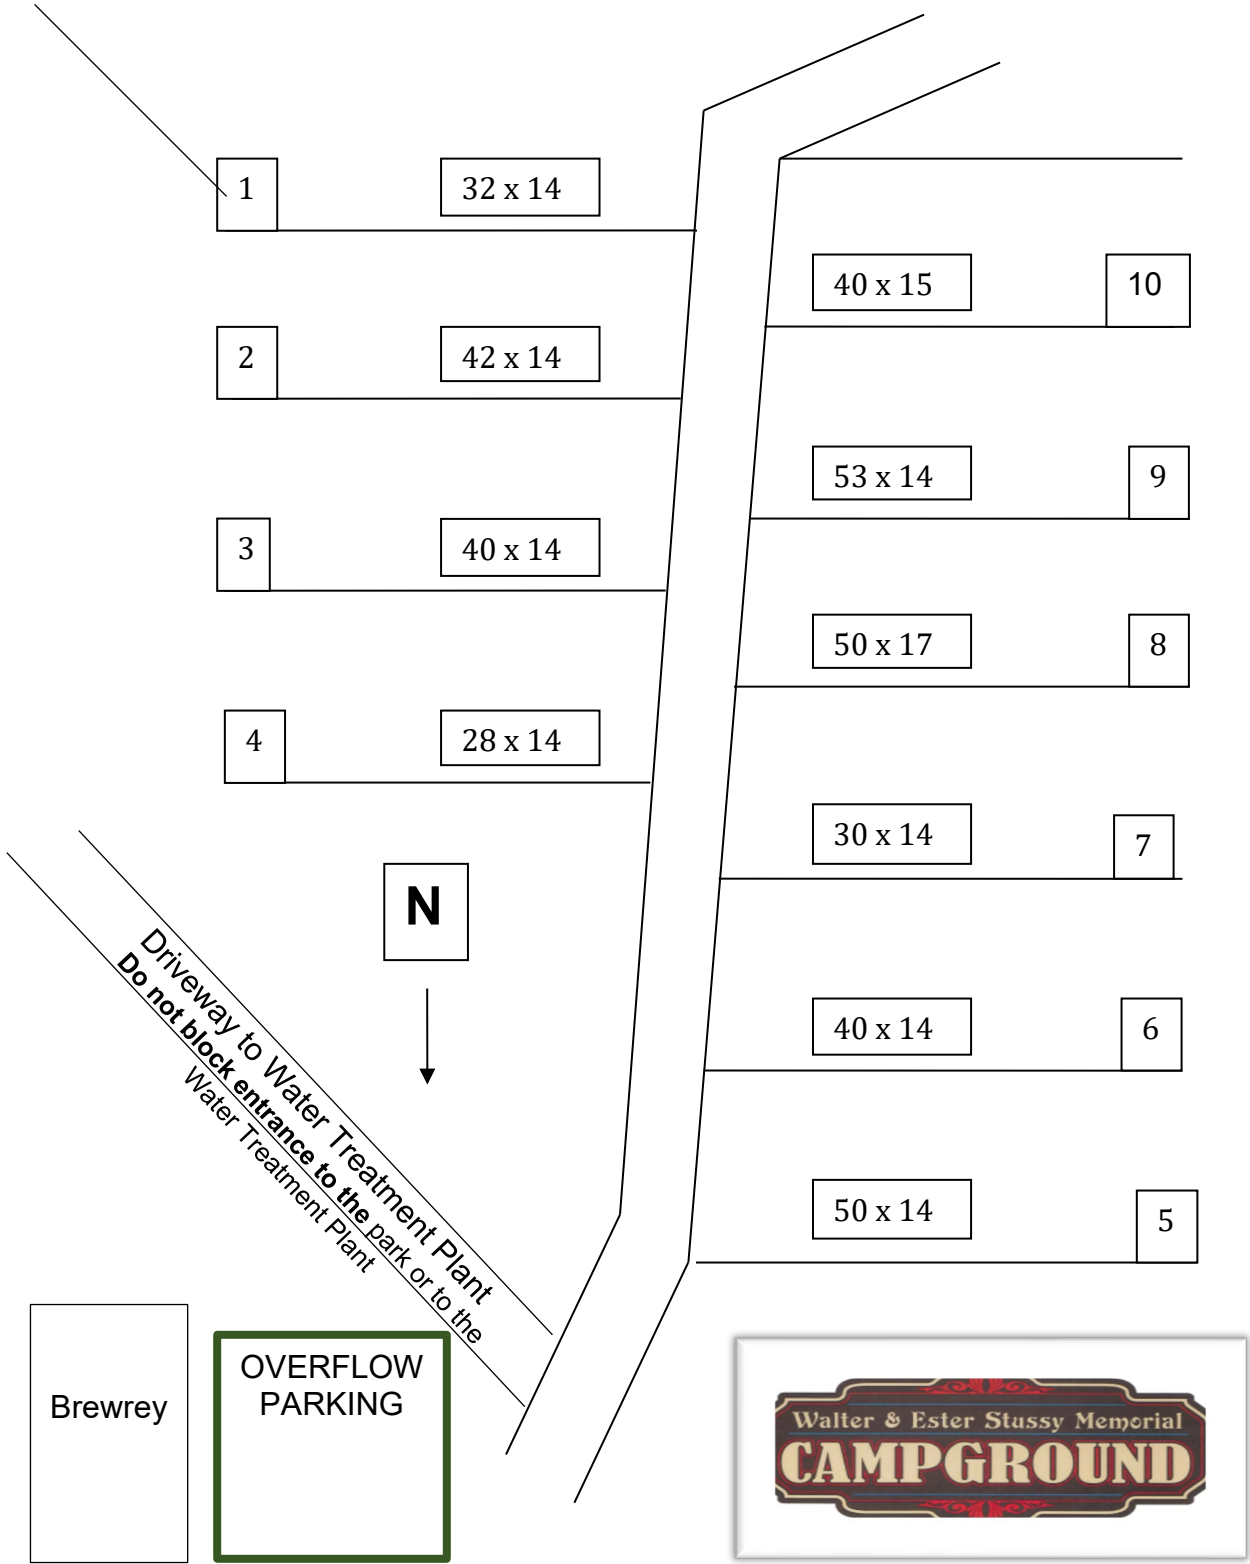 1
32 x 14
40 x 15
10
2
42 x 14
53 x 14
9
3
40 x 14
50 x 17
8
4
28 x 14
30 x 14
7
N
Driveway to Water Treatment Plant
Do not block entrance to the park or to the
Water Treatment Plant
40 x 14
6
50 x 14
5
Brewrey
OVERFLOW
PARKING
Walter & Ester Stussy Memorial
CAMPGROUND